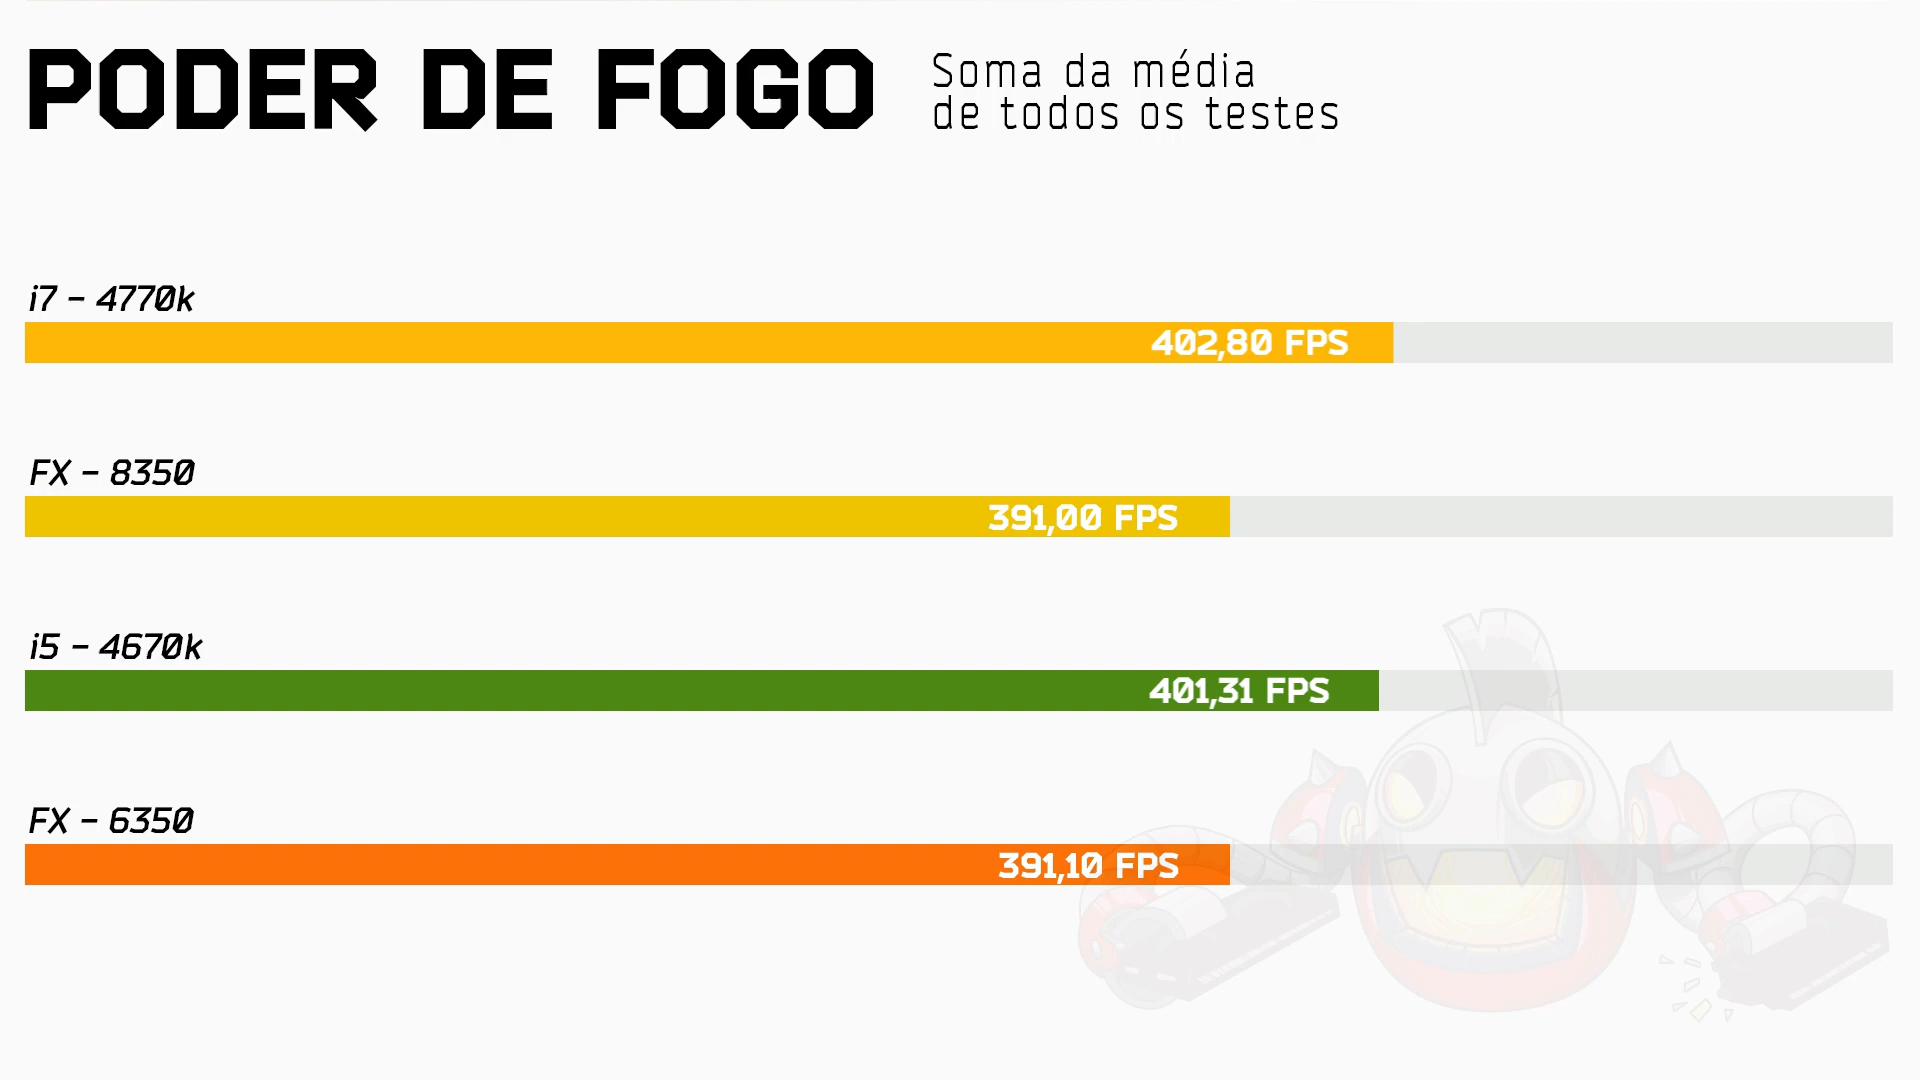 PODER DE FOGO
Soma da média
de todos os testes
i7 - 4770k
402,80 FPS
FX - 8350
391,00 FPS
i5 - 4670k
401,31 FPS
FX - 6350
391,10 FPS